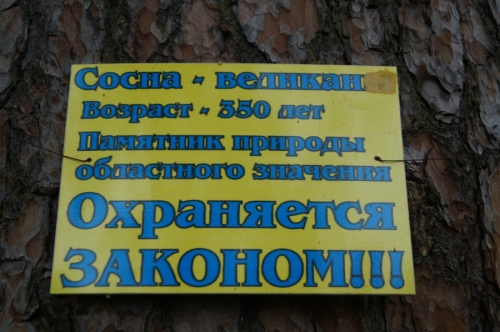 Сосна - великан
Возраст - 350 лет
Памятник природы
областного значения
Охраняется
ЗАКОНОМ!!!